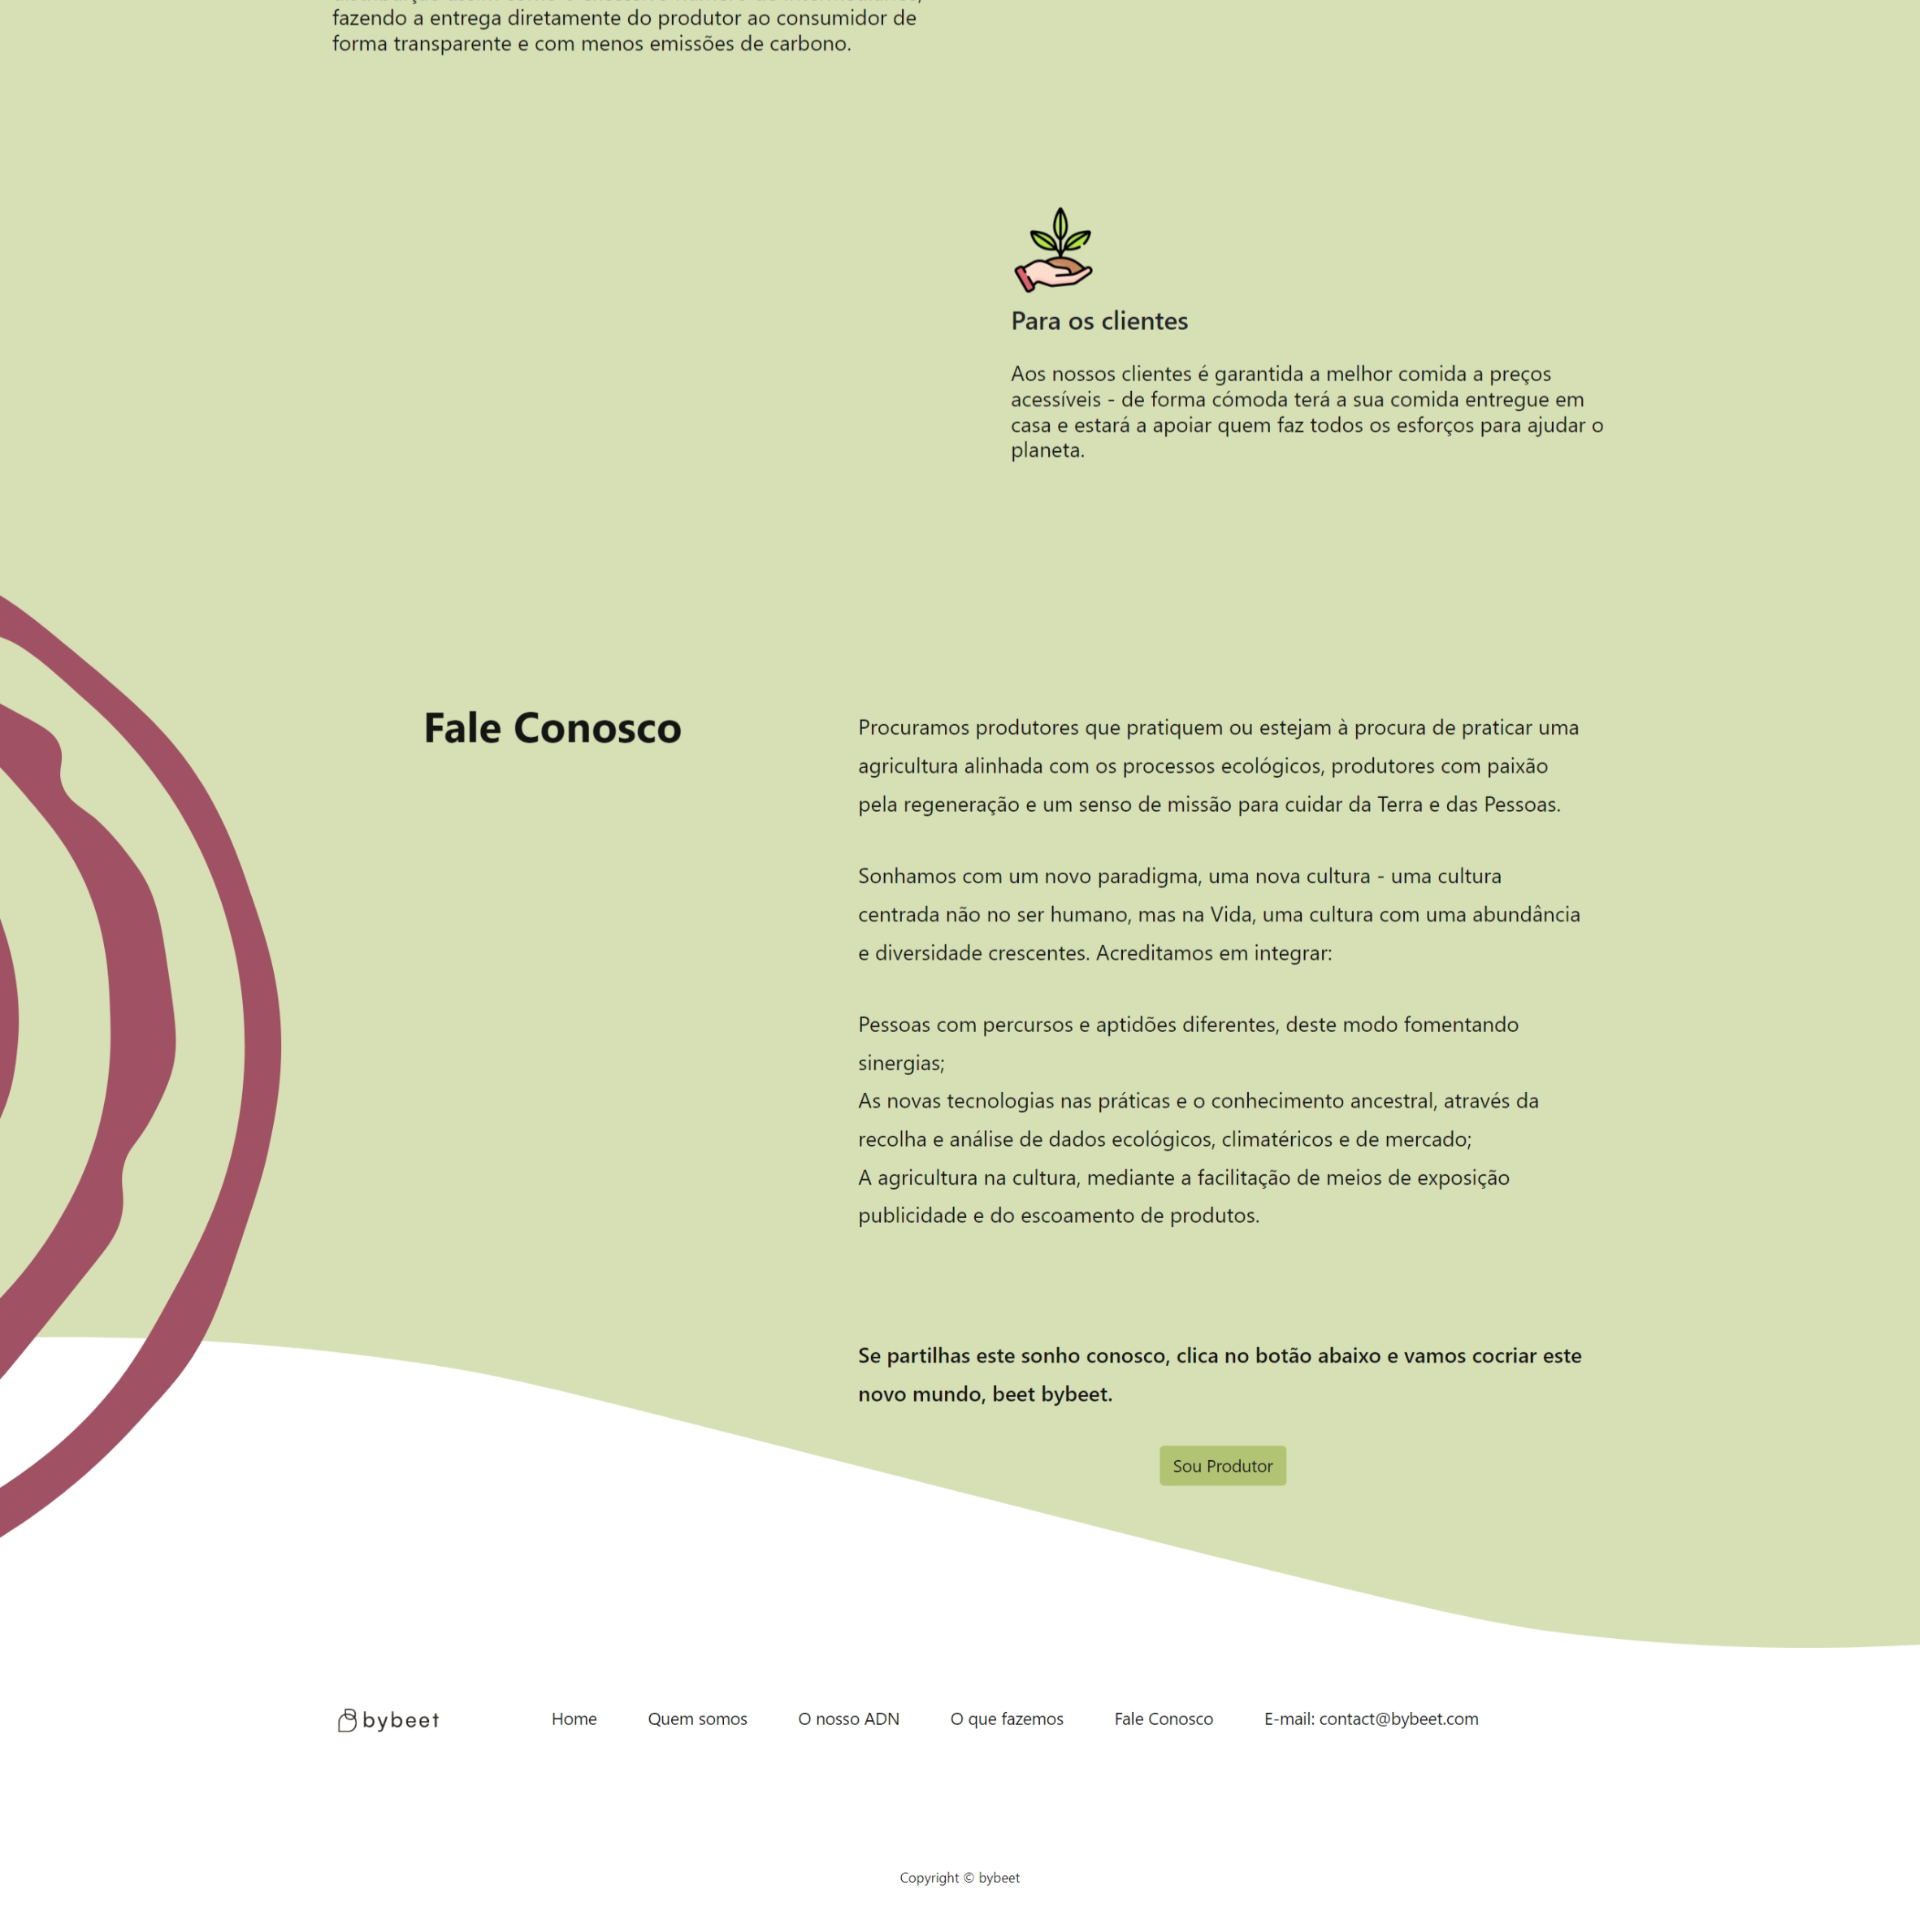 fazendo a entrega diretamente do produtor ao consumidor de
forma transparente e com menos emissões de carbono.
Para os clientes
Aos nossos clientes é garantida a melhor comida a preços
acessíveis - de forma cómoda terá a sua comida entregue em
casa e estará a apoiar quem faz todos os esforços para ajudar o
planeta.
Fale Conosco
Procuramos produtores que pratiquem ou estejam à procura de praticar uma
agricultura alinhada com os processos ecológicos, produtores com paixão
pela regeneração e um senso de missão para cuidar da Terra e das Pessoas.
Sonhamos com um novo paradigma, uma nova cultura - uma cultura
centrada não no ser humano, mas na Vida, uma cultura com uma abundância
e diversidade crescentes. Acreditamos em integrar:
Pessoas com percursos e aptidões diferentes, deste modo fomentando
sinergias;
As novas tecnologias nas práticas e o conhecimento ancestral, através da
recolha e análise de dados ecológicos, climatéricos e de mercado;
A agricultura na cultura, mediante a facilitação de meios de exposição
publicidade e do escoamento de produtos.
Se partilhas este sonho conosco, clica no botão abaixo e vamos cocriar este
novo mundo, beet bybeet.
Sou Produtor
bybeet Home Quem somos O nosso ADN O que fazemos Fale Conosco E-mail: contact@bybeet.com
Copyright © bybeet